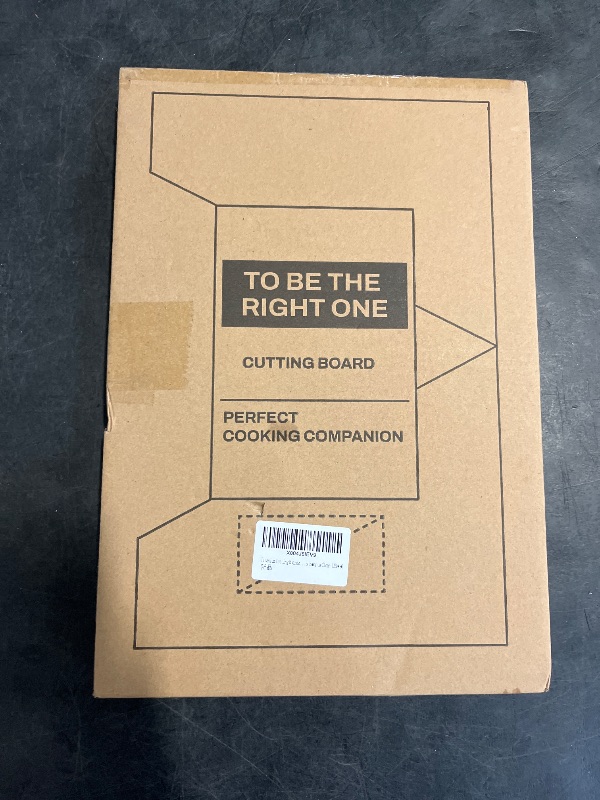 TO BE THE
RIGHT ONE
CUTTING BOARD
PERFECT
COOKING COMPANION